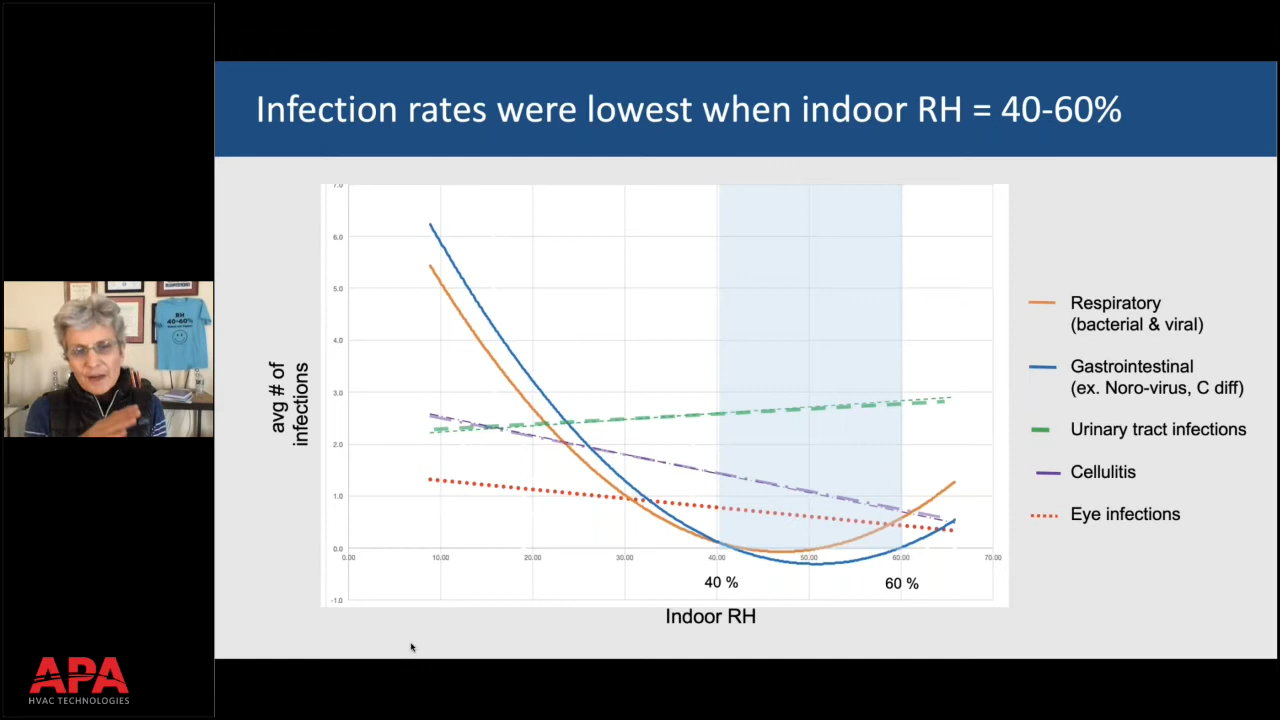 Infection rates were lowest when indoor RH = 40-60%
7.0
6.0
5.0
4.0
3.0
2.0
1.0
0.0
-1.0
0.00
10.00
20.00
30.00
40.00
50.00
60.00
70.00
40 %
60 %
avg # of
infections
Indoor RH
Respiratory
(bacterial & viral)
Gastrointestinal
(ex. Noro-virus, C diff)
Urinary tract infections
Cellulitis
Eye infections
RH
40-60%
APA
HVAC TECHNOLOGIES